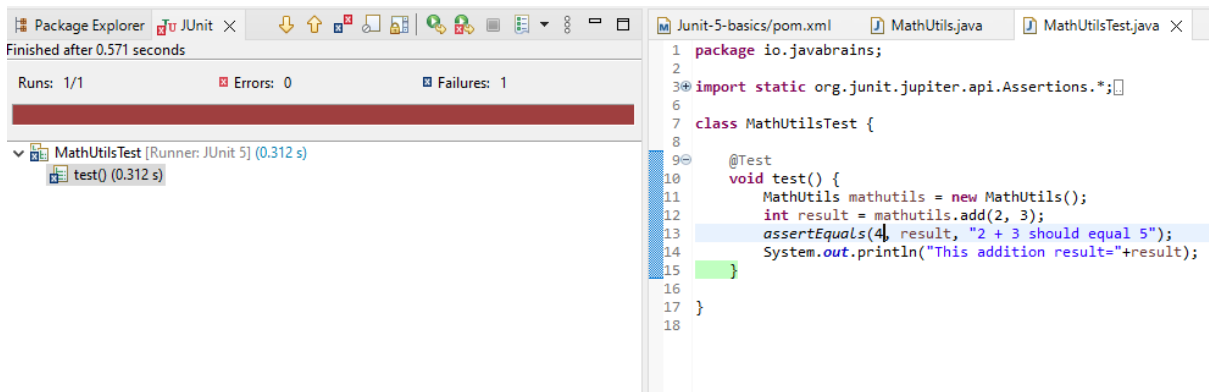 Package Explorer JUnit
Finished after 0.571 seconds
Runs: 1/1 Errors: 0 Failures: 1
MathUtilsTest [Runner: JUnit 5] (0.312 s)
test() (0.312 s)
Junit-5-basics/pom.xml MathUtils.java MathUtilsTest.java
1 package io.javabrains;
2
3 import static org.junit.jupiter.api.Assertions.*;
6
7 class MathUtilsTest {
8
9 @Test
10 void test() {
11 MathUtils mathutils = new MathUtils();
12 int result = mathutils.add(2, 3);
13 assertEquals(4, result, "2 + 3 should equal 5");
14 System.out.println("This addition result="+result);
15 }
16
17 }
18